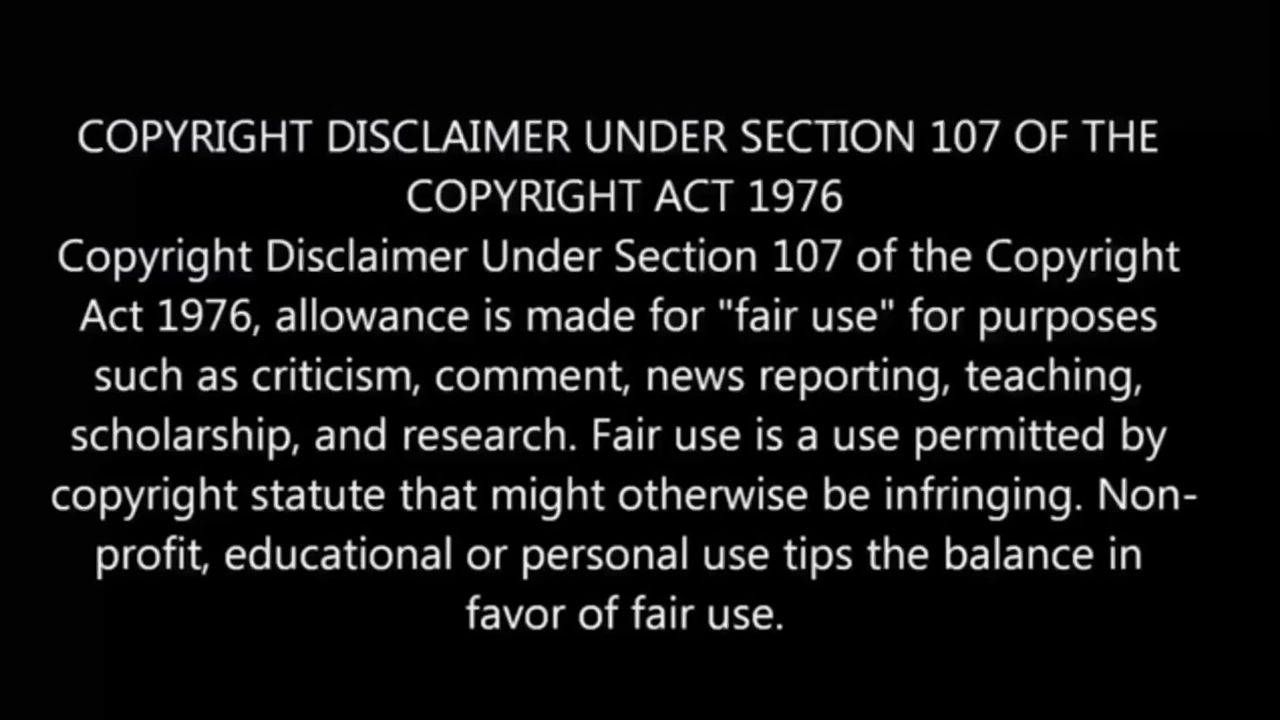 COPYRIGHT DISCLAIMER UNDER SECTION 107 OF THE
COPYRIGHT ACT 1976
Copyright Disclaimer Under Section 107 of the Copyright
Act 1976, allowance is made for "fair use" for purposes
such as criticism, comment, news reporting, teaching,
scholarship, and research. Fair use is a use permitted by
copyright statute that might otherwise be infringing. Non-
profit, educational or personal use tips the balance in
favor of fair use.